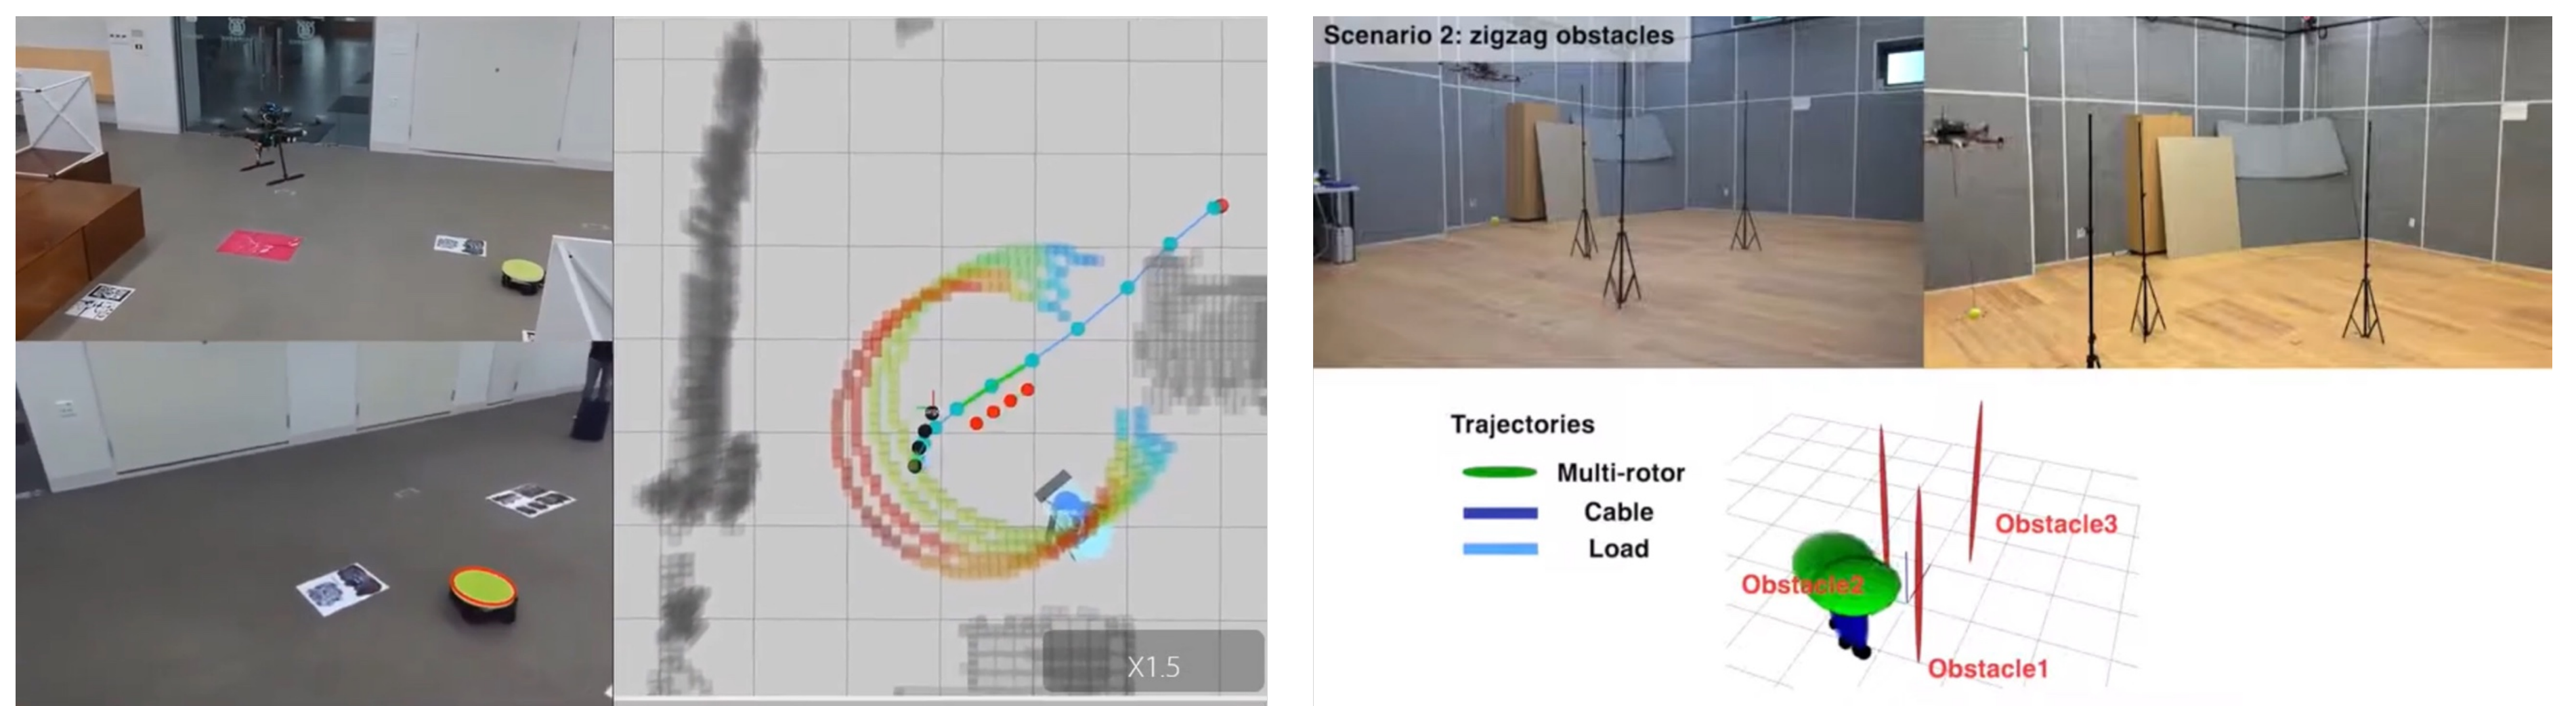 X1.5
Scenario 2: zigzag obstacles
Trajectories
Multi-rotor
Cable
Load
Obstacle3
Obstacle2
Obstacle1